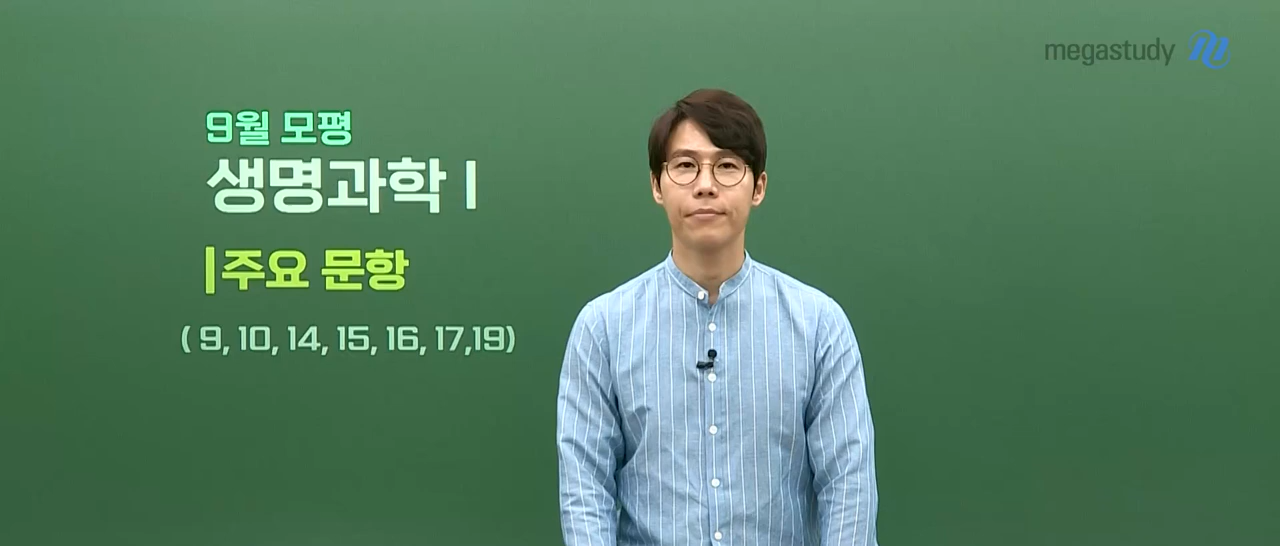 megastudy
9월 모평
생명과학 I
주요 문항
( 9, 10, 14, 15, 16, 17,19)